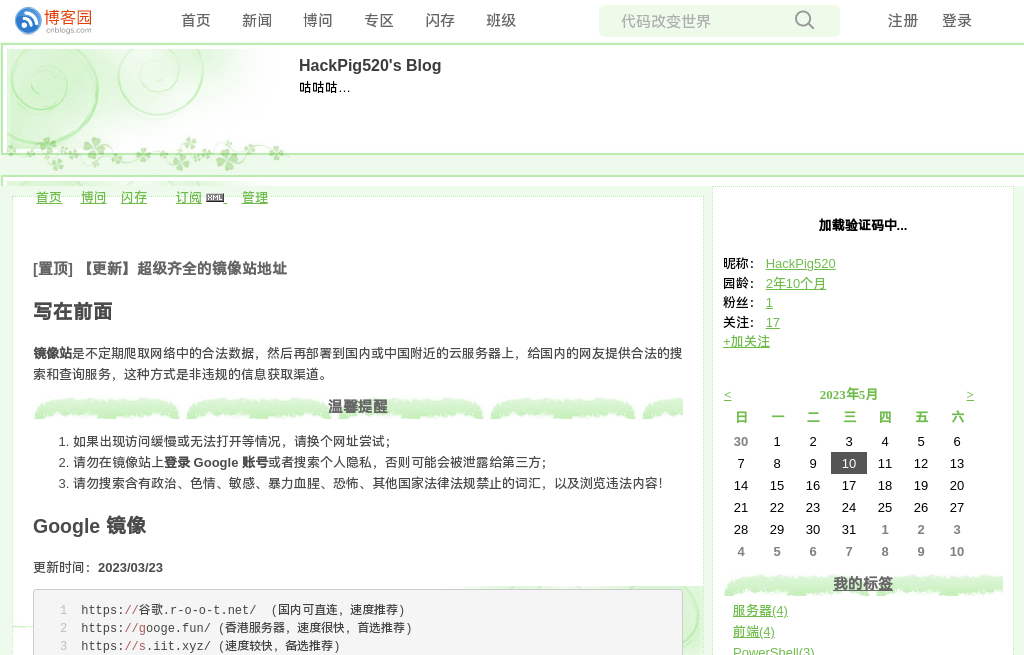 博客园
cnblogs.com
首页 新闻 博问 专区 闪存 班级
代码改变世界
注册 登录
HackPig520's Blog
咕咕咕…
首页 博问 闪存 订阅 XML 管理
[置顶] 【更新】超级齐全的镜像站地址
写在前面
镜像站是不定期爬取网络中的合法数据，然后再部署到国内或中国附近的云服务器上，给国内的网友提供合法的搜
索和查询服务，这种方式是非违规的信息获取渠道。
温馨提醒
1. 如果出现访问缓慢或无法打开等情况，请换个网址尝试；
2. 请勿在镜像站上登录 Google 账号或者搜索个人隐私，否则可能会被泄露给第三方；
3. 请勿搜索含有政治、色情、敏感、暴力血腥、恐怖、其他国家法律法规禁止的词汇，以及浏览违法内容！
Google 镜像
更新时间：2023/03/23
1 https://谷歌.r-o-o-t.net/ (国内可直连，速度推荐)
2 https://googe.fun/ (香港服务器，速度很快，首选推荐)
3 https://s.iit.xyz/ (速度较快，备选推荐)
加载验证码中...
昵称： HackPig520
园龄： 2年10个月
粉丝： 1
关注： 17
+加关注
< 2023年5月 >
日 一 二 三 四 五 六
30 1 2 3 4 5 6
7 8 9 10 11 12 13
14 15 16 17 18 19 20
21 22 23 24 25 26 27
28 29 30 31 1 2 3
4 5 6 7 8 9 10
我的标签
服务器(4)
前端(4)
PowerShell(3)